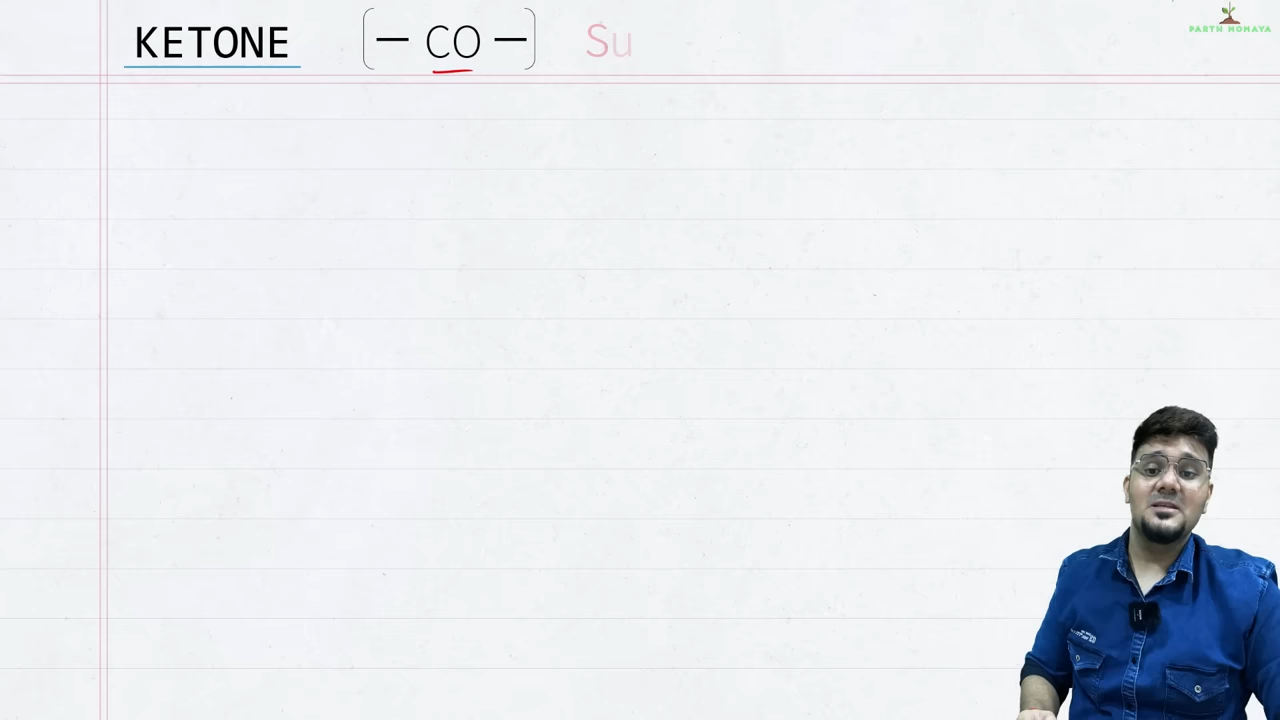 KETONE [— CO —] Su
PARTH MOMAYA